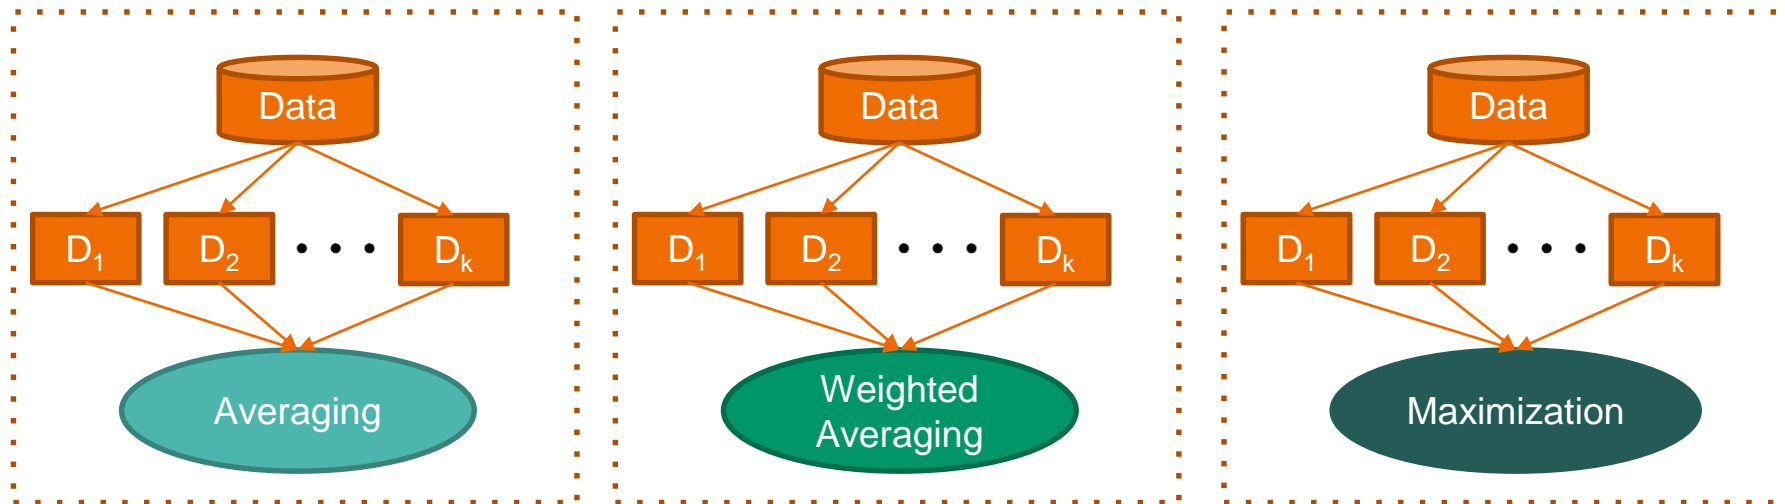 Data
D1 D2 • • • Dk
Averaging
Data
D1 D2 • • • Dk
Weighted
Averaging
Data
D1 D2 • • • Dk
Maximization